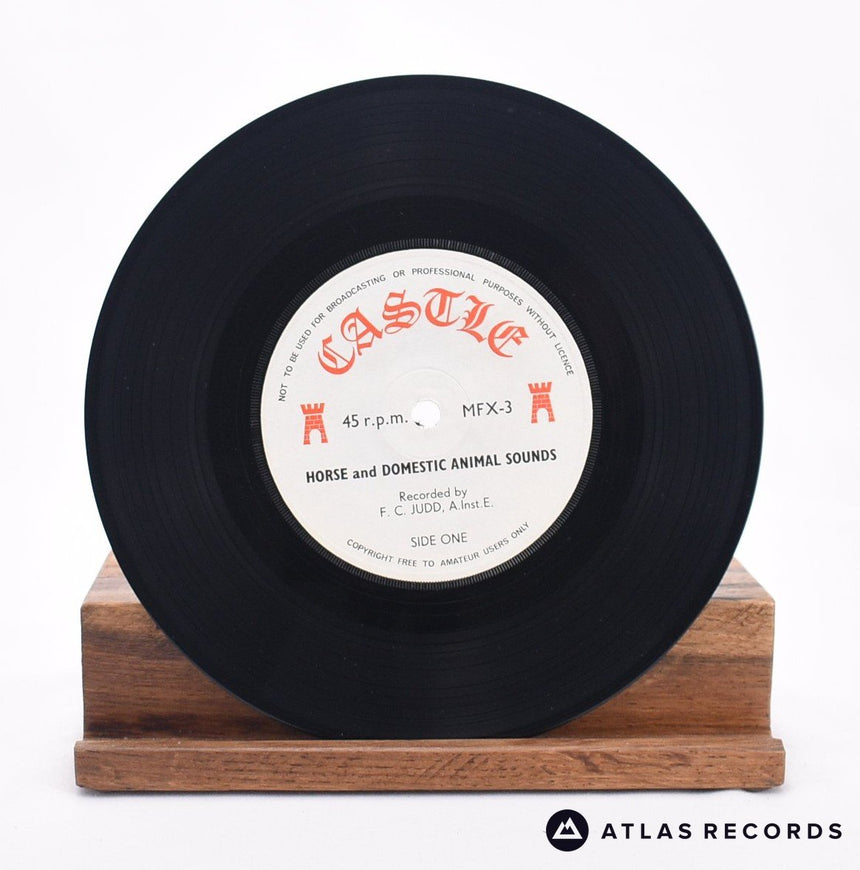 NOT TO BE USED FOR BROADCASTING OR PROFESSIONAL PURPOSES WITHOUT LICENCE
CASTLE
45 r.p.m. MFX-3
HORSE and DOMESTIC ANIMAL SOUNDS
Recorded by
F. C. JUDD, A.Inst.E.
SIDE ONE
COPYRIGHT FREE TO AMATEUR USERS ONLY
ATLAS RECORDS